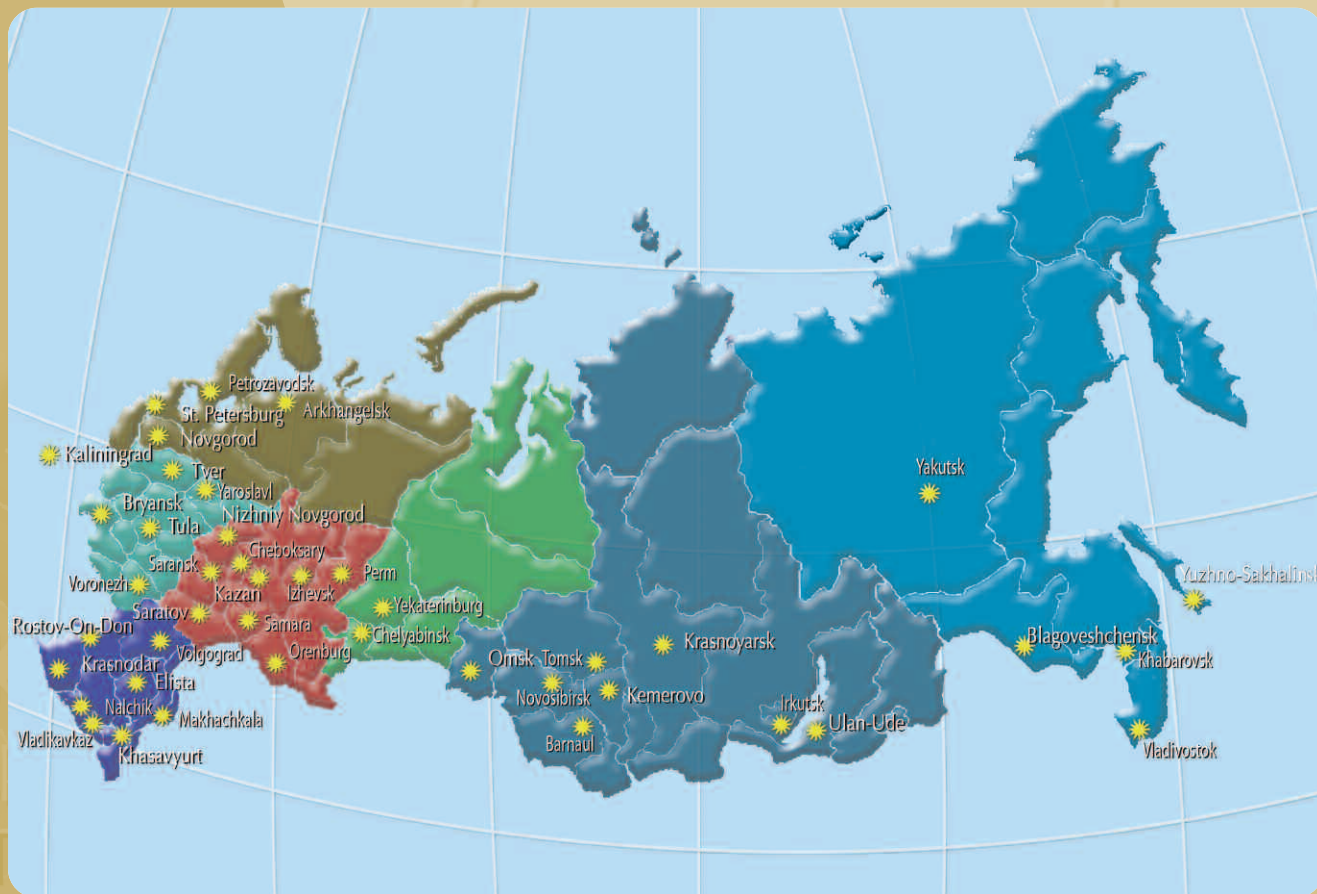 Petrozavodsk
St. Petersburg
Arkhangelsk
Novgorod
Kaliningrad
Tver
Yaroslavl
Bryansk
Nizhniy Novgorod
Tula
Cheboksary
Saransk
Perm
Voronezh
Kazan
Izhevsk
Yekaterinburg
Saratov
Samara
Chelyabinsk
Rostov-On-Don
Volgograd
Orenburg
Krasnodar
Elista
Nalchik
Makhachkala
Vladikavkaz
Khasavyurt
Omsk
Tomsk
Krasnoyarsk
Novosibirsk
Kemerovo
Barnaul
Irkutsk
Ulan-Ude
Yakutsk
Yuzhno-Sakhalinsk
Blagoveshchensk
Khabarovsk
Vladivostok